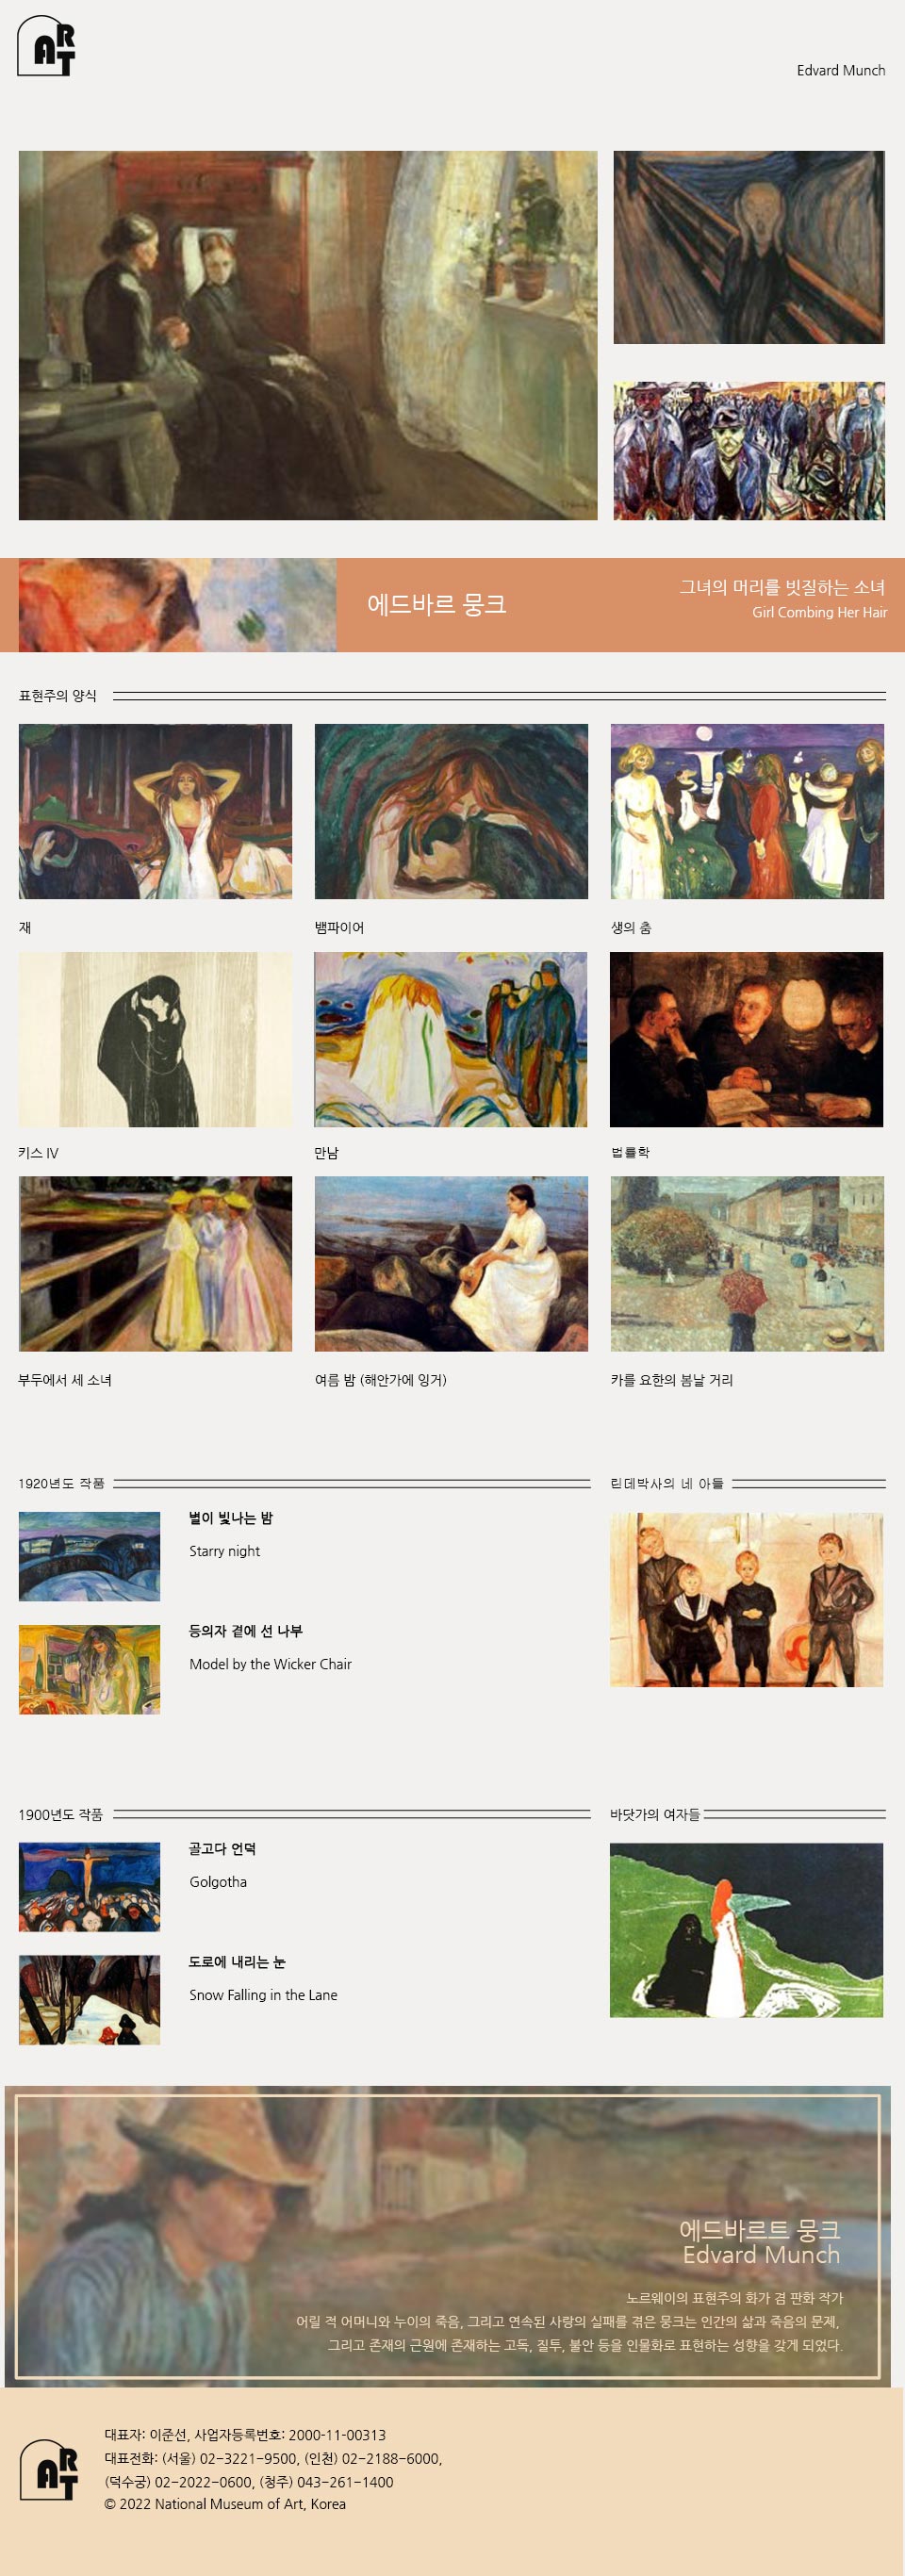 ART
Edvard Munch
에드바르 뭉크
그녀의 머리를 빗질하는 소녀
Girl Combing Her Hair
표현주의 양식
재
뱀파이어
생의 춤
키스 IV
만남
법률학
부두에서 세 소녀
여름 밤 (해안가에 잉거)
카를 요한의 봄날 거리
1920년도 작품
별이 빛나는 밤
Starry night
등의자 곁에 선 나부
Model by the Wicker Chair
린데박사의 네 아들
1900년도 작품
골고다 언덕
Golgotha
도로에 내리는 눈
Snow Falling in the Lane
바닷가의 여자들
에드바르트 뭉크
Edvard Munch
노르웨이의 표현주의 화가 겸 판화 작가
어릴 적 어머니와 누이의 죽음, 그리고 연속된 사랑의 실패를 겪은 뭉크는 인간의 삶과 죽음의 문제,
그리고 존재의 근원에 존재하는 고독, 질투, 불안 등을 인물화로 표현하는 성향을 갖게 되었다.
ART
대표자: 이준선, 사업자등록번호: 2000-11-00313
대표전화: (서울) 02-3221-9500, (인천) 02-2188-6000,
(덕수궁) 02-2022-0600, (청주) 043-261-1400
© 2022 National Museum of Art, Korea